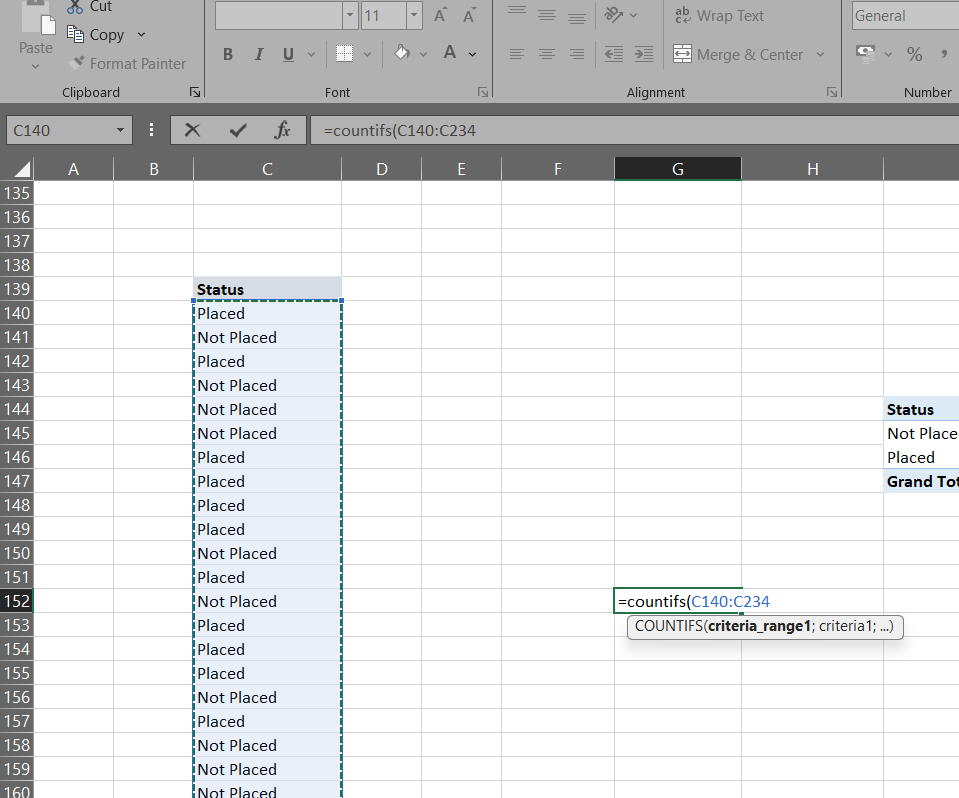 Cut
11 A A
ab c Wrap Text
General
Paste
Copy
B I U A
Merge & Center
% ,
Format Painter
Clipboard
Font
Alignment
Number
C140
fx
=countifs(C140:C234
A B C D E F G H
135
136
137
138
139 Status
140 Placed
141 Not Placed
142 Placed
143 Not Placed
144 Not Placed Status
145 Not Placed Not Place
146 Placed Placed
147 Placed Grand Tot
148 Placed
149 Placed
150 Not Placed
151 Placed
152 Not Placed =countifs(C140:C234
153 Placed COUNTIFS(criteria_range1; criteria1; ...)
154 Placed
155 Placed
156 Not Placed
157 Placed
158 Not Placed
159 Not Placed
160 Not Placed